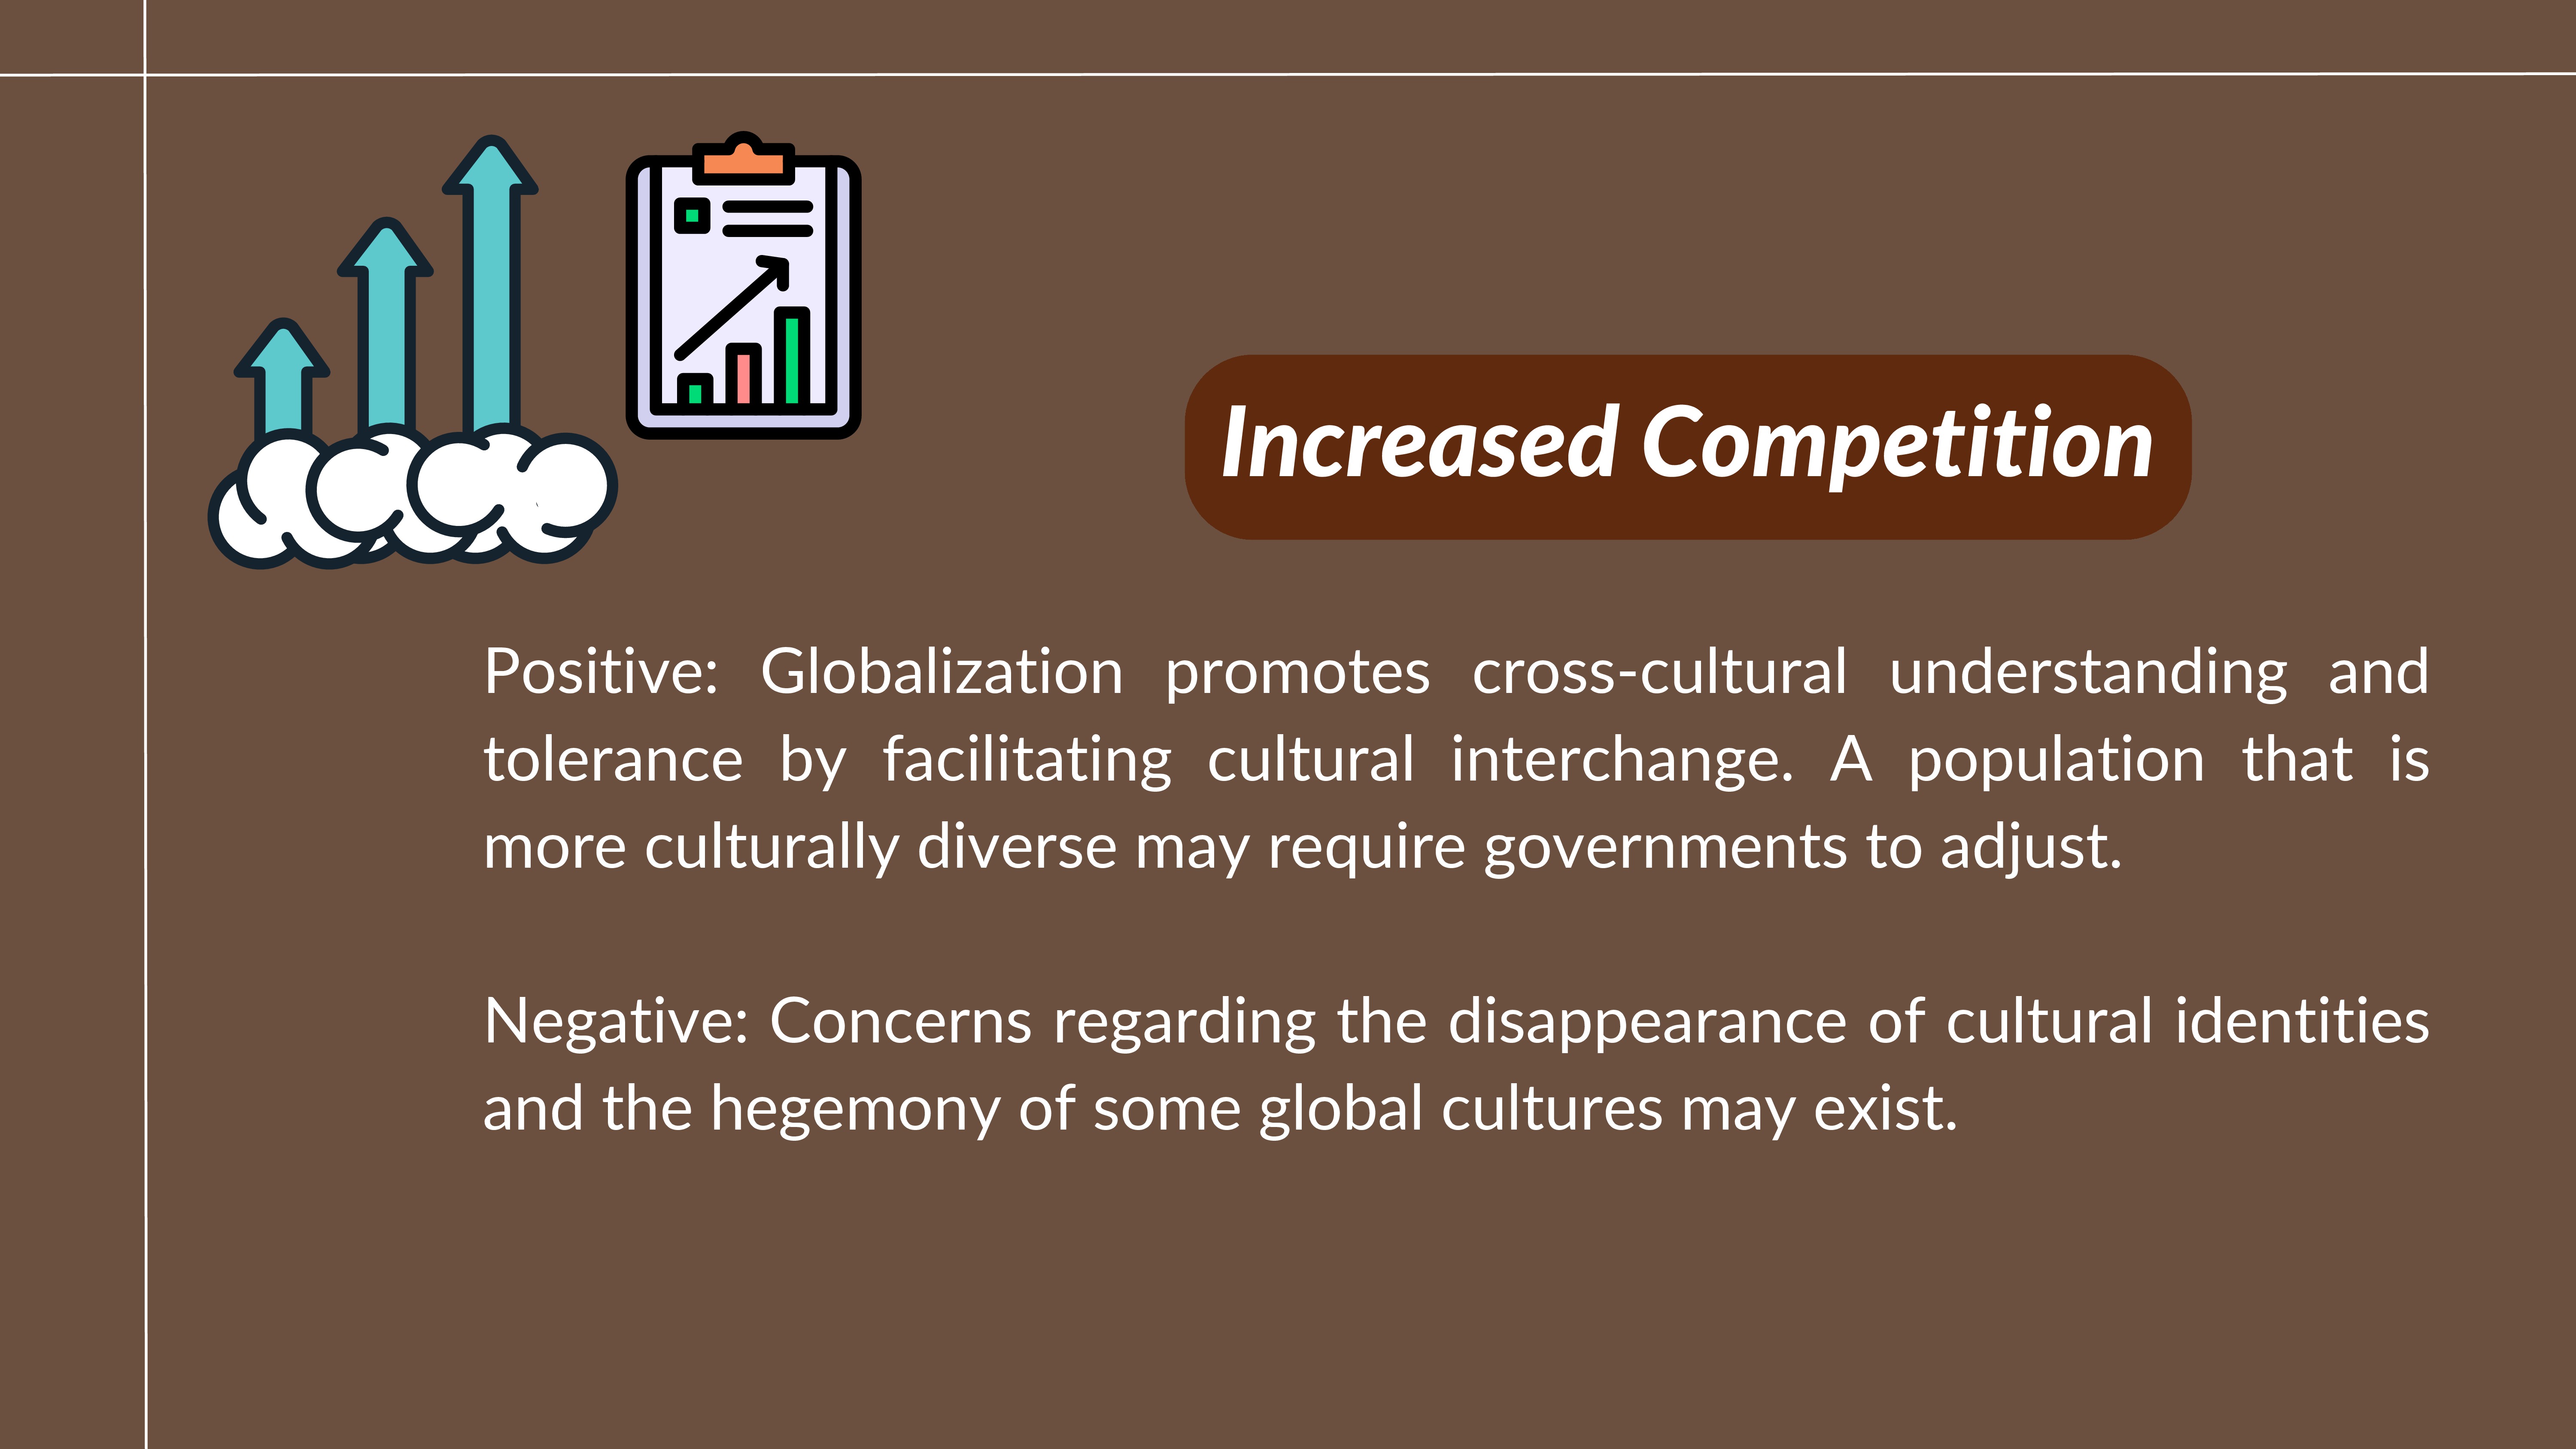 Increased Competition
Positive: Globalization promotes cross-cultural understanding and
tolerance by facilitating cultural interchange. A population that is
more culturally diverse may require governments to adjust.
Negative: Concerns regarding the disappearance of cultural identities
and the hegemony of some global cultures may exist.